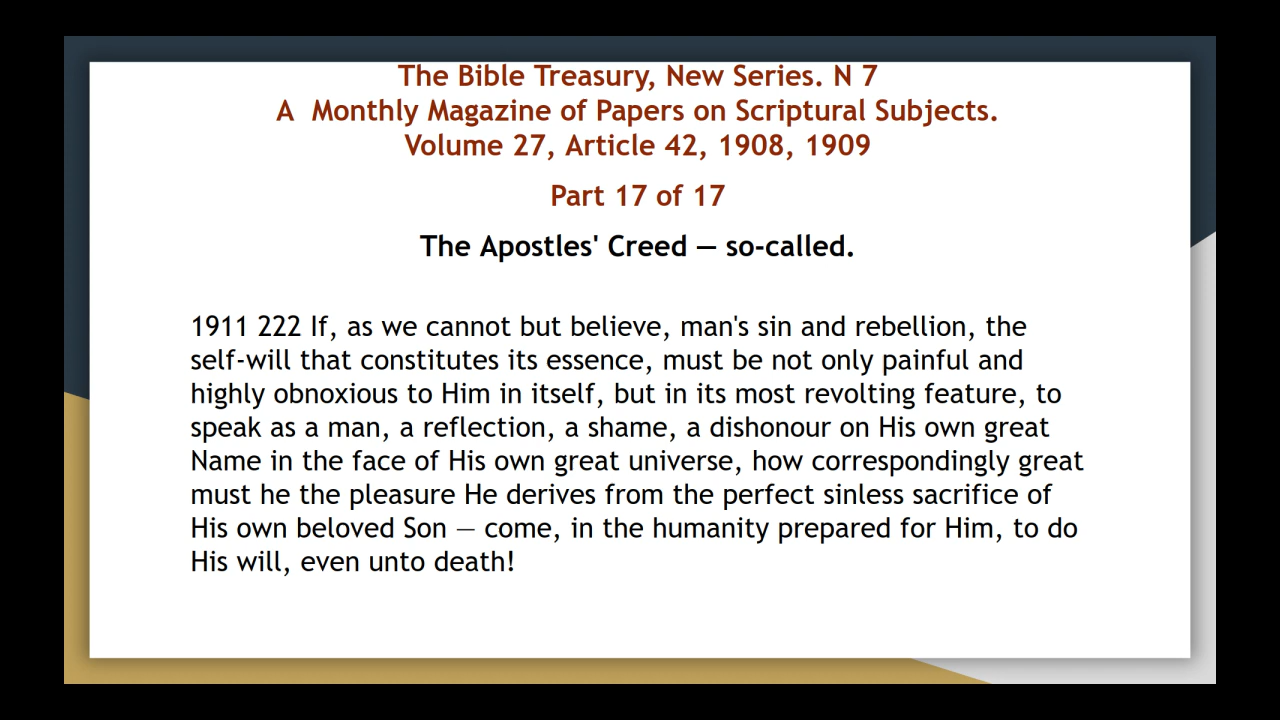 The Bible Treasury, New Series. N 7
A Monthly Magazine of Papers on Scriptural Subjects.
Volume 27, Article 42, 1908, 1909
Part 17 of 17
The Apostles' Creed — so-called.
1911 222 If, as we cannot but believe, man's sin and rebellion, the
self-will that constitutes its essence, must be not only painful and
highly obnoxious to Him in itself, but in its most revolting feature, to
speak as a man, a reflection, a shame, a dishonour on His own great
Name in the face of His own great universe, how correspondingly great
must he the pleasure He derives from the perfect sinless sacrifice of
His own beloved Son — come, in the humanity prepared for Him, to do
His will, even unto death!